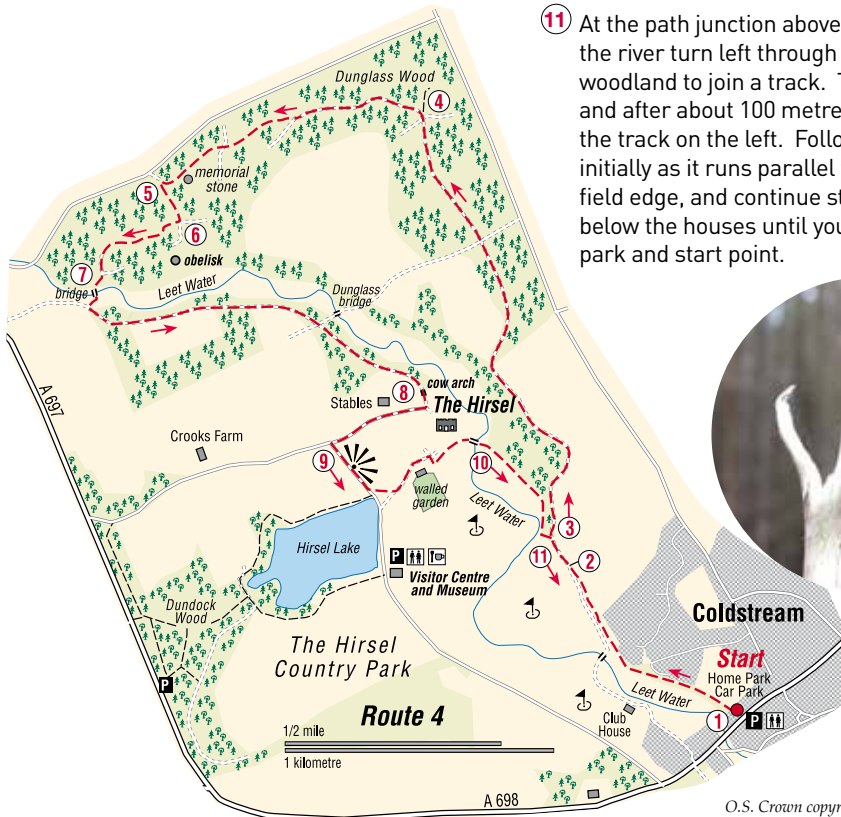 11 At the path junction above
the river turn left through
woodland to join a track. T
and after about 100 metre
the track on the left. Follo
initially as it runs parallel
field edge, and continue st
below the houses until you
park and start point.
Dunglass Wood
4
memorial
stone
5
6
obelisk
7
bridge
Leet Water
Dunglass
bridge
A 697
8
cow arch
Stables
The Hirsel
Crooks Farm
9
10
walled
garden
Leet Water
3
Hirsel Lake
11
2
P
Visitor Centre
and Museum
Dundock
Wood
Coldstream
The Hirsel
Country Park
Start
Home Park
Car Park
P
Leet Water
Route 4
1
P
Club
House
1/2 mile
1 kilometre
A 698
O.S. Crown copyr